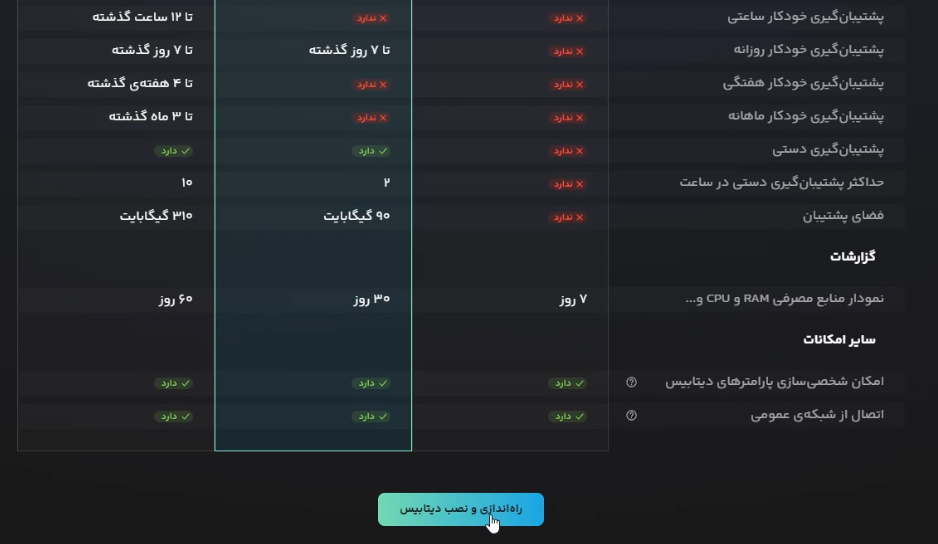 پشتیبان‌گیری خودکار ساعتی ندارد ندارد تا ۱۲ ساعت گذشته
پشتیبان‌گیری خودکار روزانه ندارد تا ۷ روز گذشته تا ۷ روز گذشته
پشتیبان‌گیری خودکار هفتگی ندارد ندارد تا ۴ هفته‌ی گذشته
پشتیبان‌گیری خودکار ماهانه ندارد ندارد تا ۳ ماه گذشته
پشتیبان‌گیری دستی ندارد دارد دارد
حداکثر پشتیبان‌گیری دستی در ساعت ندارد ۲ ۱۰
فضای پشتیبان ندارد ۹۰ گیگابایت ۳۱۰ گیگابایت
گزارشات
نمودار منابع مصرفی RAM و CPU و... ۷ روز ۳۰ روز ۶۰ روز
سایر امکانات
امکان شخصی‌سازی پارامترهای دیتابیس دارد دارد دارد
اتصال از شبکه‌ی عمومی دارد دارد دارد
راه‌اندازی و نصب دیتابیس